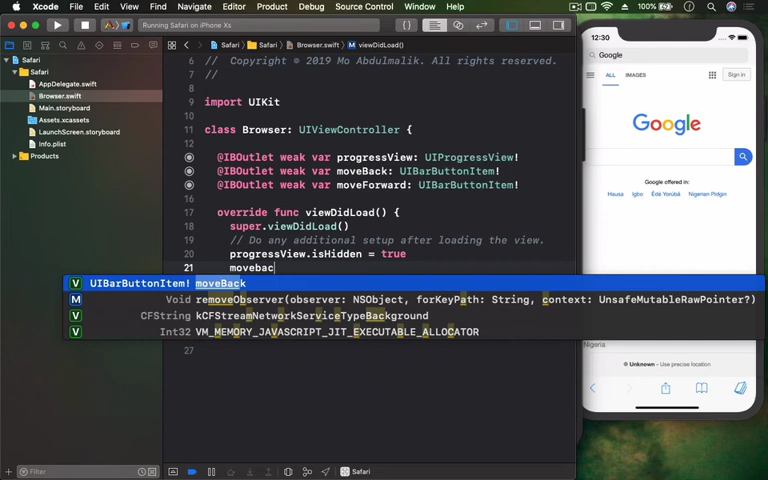 Xcode File Edit View Find Navigate Editor Product Debug Source Control Window Help 100%
Running Safari on iPhone Xs
Safari Safari Browser.swift viewDidLoad()
Safari
Safari
AppDelegate.swift
Browser.swift
Main.storyboard
Assets.xcassets
LaunchScreen.storyboard
Info.plist
Products
6 // Copyright © 2019 Mo Abdulmalik. All rights reserved.
7 //
8
9 import UIKit
10
11 class Browser: UIViewController {
12
@IBOutlet weak var progressView: UIProgressView!
@IBOutlet weak var moveBack: UIBarButtonItem!
@IBOutlet weak var moveForward: UIBarButtonItem!
16
17 override func viewDidLoad() {
18 super.viewDidLoad()
19 // Do any additional setup after loading the view.
20 progressView.isHidden = true
21 movebac
V UIBarButtonItem! moveBack
M Void removeObserver(observer: NSObject, forKeyPath: String, context: UnsafeMutableRawPointer?)
V CFString kCFStreamNetworkServiceTypeBackground
V Int32 VM_MEMORY_JAVASCRIPT_JIT_EXECUTABLE_ALLOCATOR
27
Filter
Safari
12:30
Google
ALL IMAGES Sign in
Google
Google offered in:
Hausa Igbo Èdè Yorùbá Nigerian Pidgin
Nigeria
Unknown - Use precise location